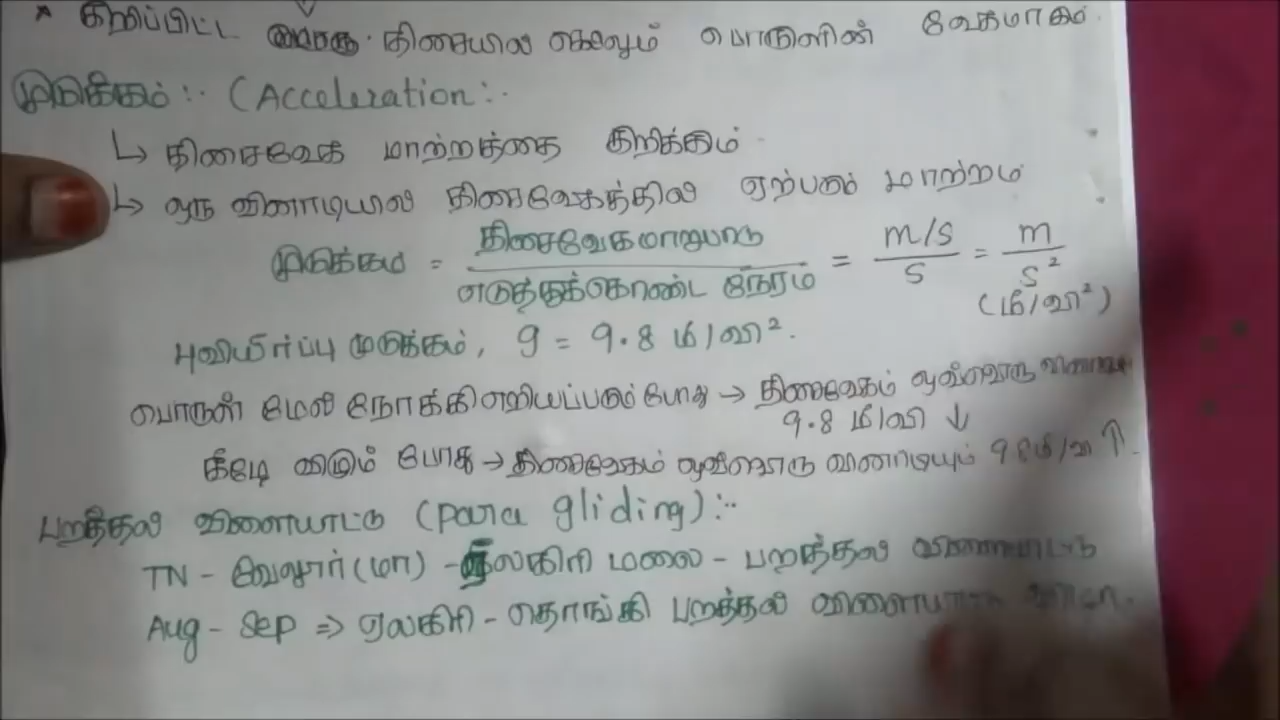 * குறிப்பிட்ட திசையில் செல்லும் பொருளின் வேகமாகும்.
முடுக்கம் :- (Acceleration :-
↳ திசைவேக மாற்றத்தை குறிக்கும்
↳ ஒரு வினாடியில் திசைவேகத்தில் ஏற்படும் மாற்றம்
முடுக்கம் = திசைவேகமாறுபாடு / எடுத்துக்கொண்ட நேரம் = m/s / s = m / s²
(மீ/வி²)
புவியீர்ப்பு முடுக்கம், g = 9.8 மீ/வி².
பொருள் மேல் நோக்கி எறியப்படும் போது → திசைவேகம் ஒவ்வொரு
9.8 மீ/வி ↓
கீழே விழும் போது → திசைவேகம் ஒவ்வொரு வினாடியும் 9.8மீ/வி ↑.
பறத்தல் விளையாட்டு (para gliding) :-
TN - வேலூர்(மா) - ஏலகிரி மலை - பறத்தல் விளையாட்டு
Aug - Sep ⇒ ஏலகிரி - தொங்கி பறத்தல்